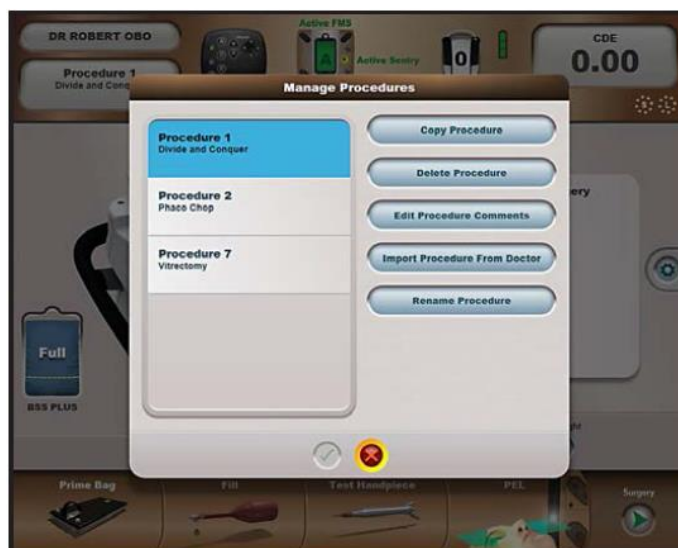 DR ROBERT OBO
Procedure 1
Divide and Conq
Active FMS
A
Active Sentry
0
CDE
0.00
S
L
Manage Procedures
Procedure 1
Divide and Conquer
Procedure 2
Phaco Chop
Procedure 7
Vitrectomy
Copy Procedure
Delete Procedure
Edit Procedure Comments
Import Procedure From Doctor
Rename Procedure
ery
Full
BSS PLUS
ght
Prime Bag
Fill
Test Handpiece
PEL
Surgery